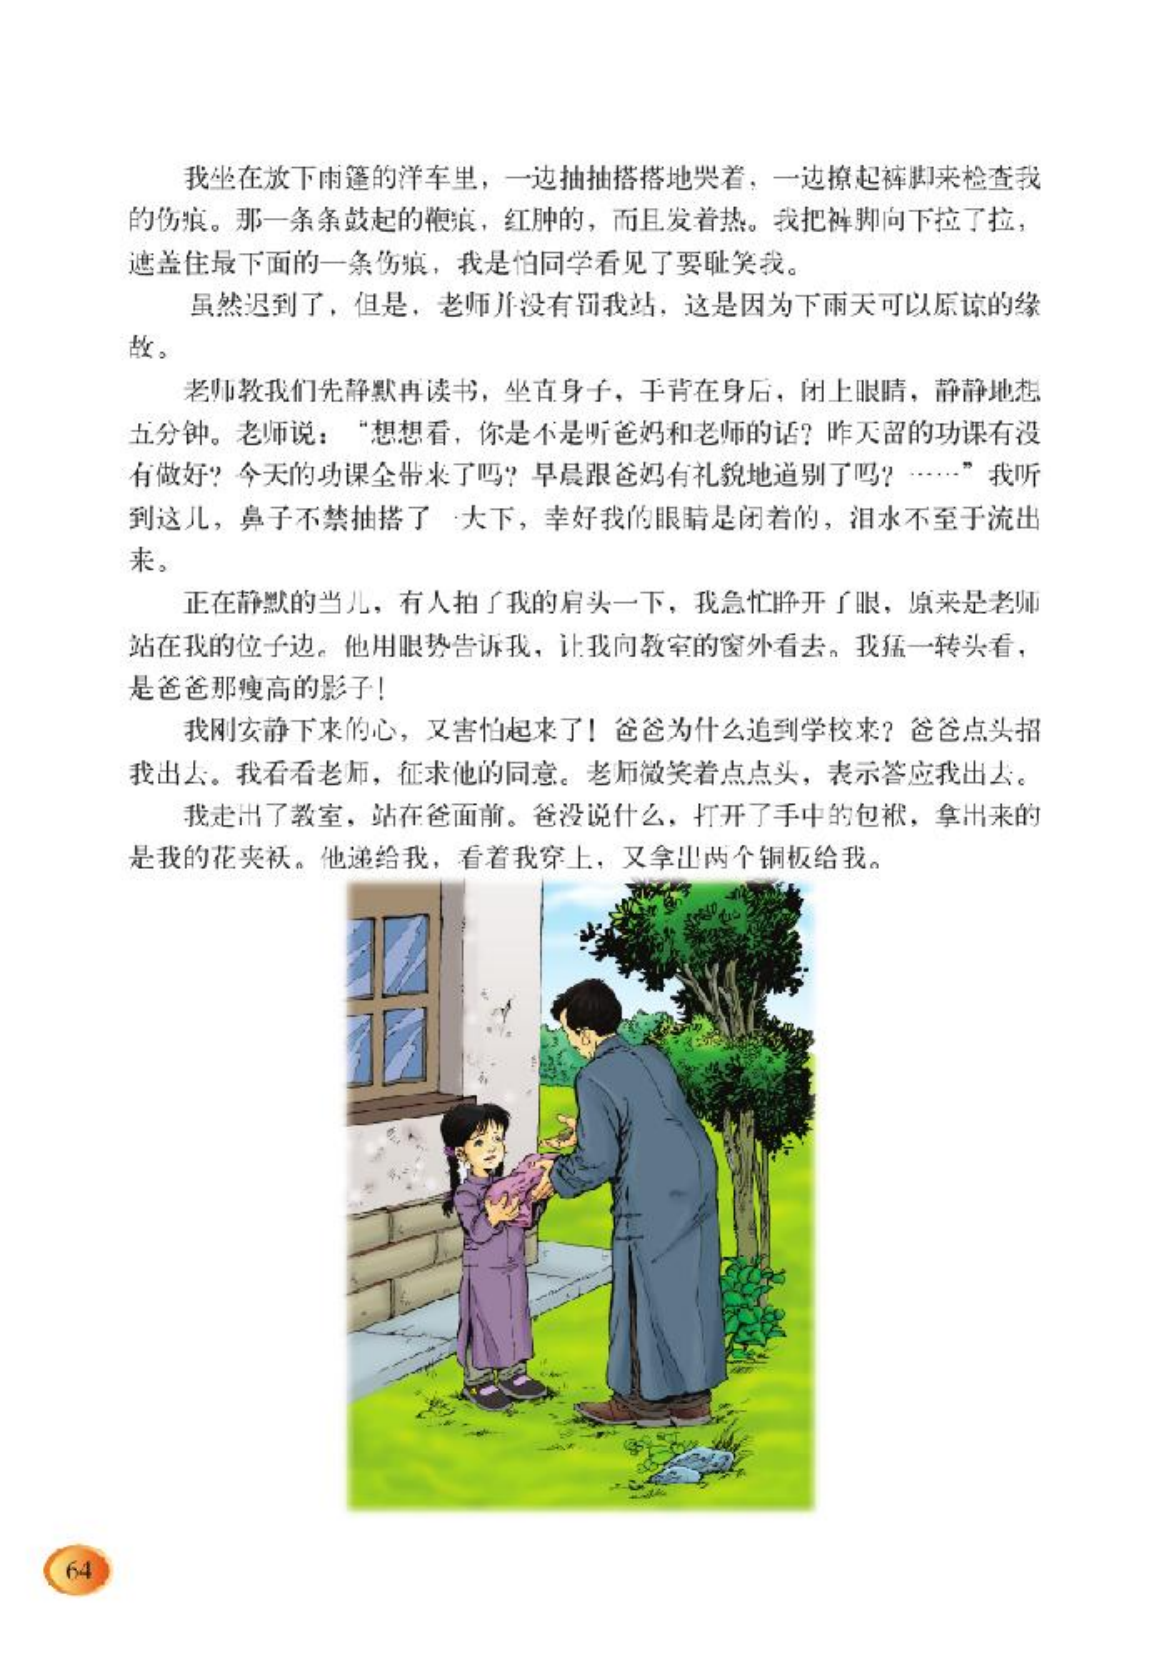 我坐在放下雨篷的洋车里，一边抽抽搭搭地哭着，一边撩起裤脚来检查我
的伤痕。那一条条鼓起的鞭痕，红肿的，而且发着热。我把裤脚向下拉了拉，
遮盖住最下面的一条伤痕，我是怕同学看见了要耻笑我。
虽然迟到了，但是，老师并没有罚我站，这是因为下雨天可以原谅的缘
故。
老师教我们先静默再读书，坐直身子，手背在身后，闭上眼睛，静静地想
五分钟。老师说：“想想看，你是不是听爸妈和老师的话？昨天留的功课有没
有做好？今天的功课全带来了吗？早晨跟爸妈有礼貌地道别了吗？……”我听
到这儿，鼻子不禁抽搭了一大下，幸好我的眼睛是闭着的，泪水不至于流出
来。
正在静默的当儿，有人拍了我的肩头一下，我急忙睁开了眼，原来是老师
站在我的位子边。他用眼势告诉我，让我向教室的窗外看去。我猛一转头看，
是爸爸那瘦高的影子！
我刚安静下来的心，又害怕起来了！爸爸为什么追到学校来？爸爸点头招
我出去。我看看老师，征求他的同意。老师微笑着点点头，表示答应我出去。
我走出了教室，站在爸面前。爸没说什么，打开了手中的包袱，拿出来的
是我的花夹袄。他递给我，看着我穿上，又拿出两个铜板给我。
64